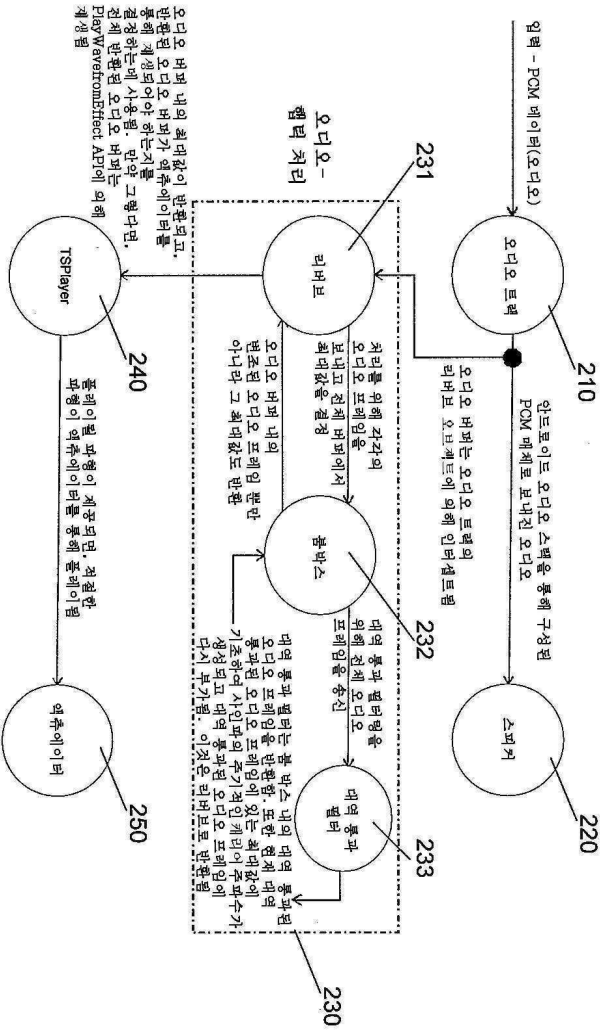 입력 - PCM 데이터(오디오)
오디오 트랙
210
안드로이드 오디오 스택을 통해 구성된
PCM 매체로 보내진 오디오
스피커
220
오디오 버퍼는 오디오 트랙의
리버브 오브젝트에 의해 인터셉트됨
오디오-
햅틱 처리
231
리버브
처리를 위해 각각의
오디오 프레임을
보내고 전체 버퍼에서
최대값을 결정
오디오 버퍼 내의
변조된 오디오 프레임 뿐만
아니라 그 최대값도 반환
붐박스
232
대역 통과 필터링을
위해 전체 오디오
프레임을 송신
대역 통과
필터
233
대역 통과 필터는 붐 박스 내의 대역 통과된
오디오 프레임을 반환함. 또한 현재 대역
통과된 오디오 프레임에 있는 최대값에
기초하여 사인파의 주기적인 캐리어 주파수가
생성되고 대역 통과된 오디오 프레임에
다시 부가됨. 이것은 리버브로 반환됨
230
오디오 버퍼 내의 최대값이 반환되고,
반환된 오디오 버퍼가 액추에이터를
통해 재생되어야 하는지를
결정하는데 사용됨. 만약 그렇다면,
전체 반환된 오디오 버퍼는
PlayWavefromEffect API에 의해
재생됨
TSPlayer
240
플레이될 파형이 제공되면, 적절한
파형이 액추에이터를 통해 플레이됨
액추에이터
250